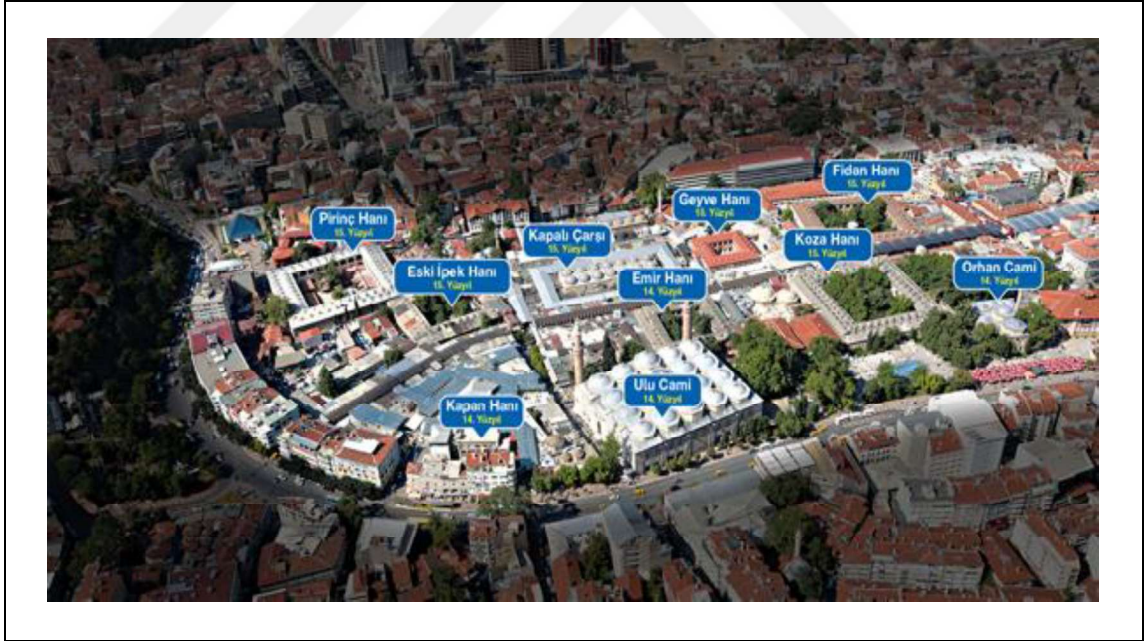 Fidan Hanı
15. Yüzyıl
Geyve Hanı
15. Yüzyıl
Pirinç Hanı
15. Yüzyıl
Kapalı Çarşı
15. Yüzyıl
Koza Hanı
15. Yüzyıl
Eski İpek Hanı
15. Yüzyıl
Emir Hanı
14. Yüzyıl
Orhan Cami
14. Yüzyıl
Ulu Cami
14. Yüzyıl
Kapan Hanı
14. Yüzyıl